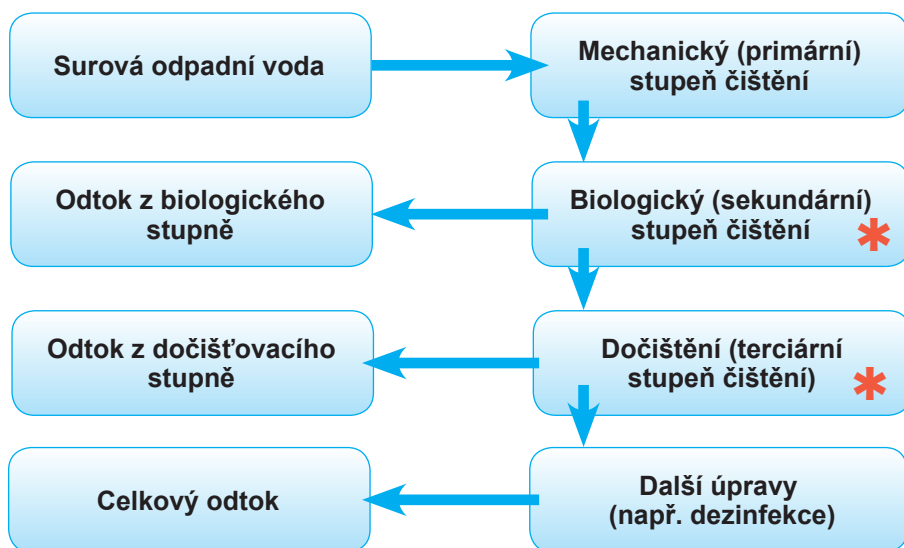 Surová odpadní voda
Mechanický (primární)
stupeň čištění
Odtok z biologického
stupně
Biologický (sekundární)
stupeň čištění
Odtok z dočišťovacího
stupně
Dočištění (terciární
stupeň čištění)
Celkový odtok
Další úpravy
(např. dezinfekce)